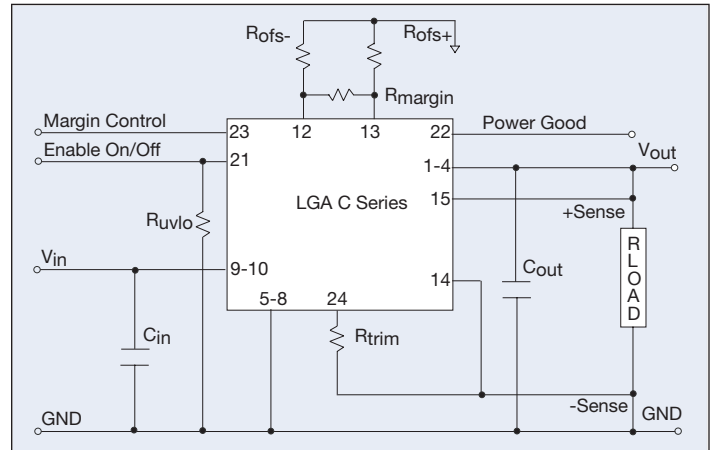 Rofs-
Rofs+
Rmargin
Margin Control
23
12
13
22
Power Good
Enable On/Off
21
1-4
Vout
LGA C Series
15
+Sense
Ruvlo
RLOAD
Vin
9-10
14
Cout
5-8
24
Cin
Rtrim
-Sense
GND
GND